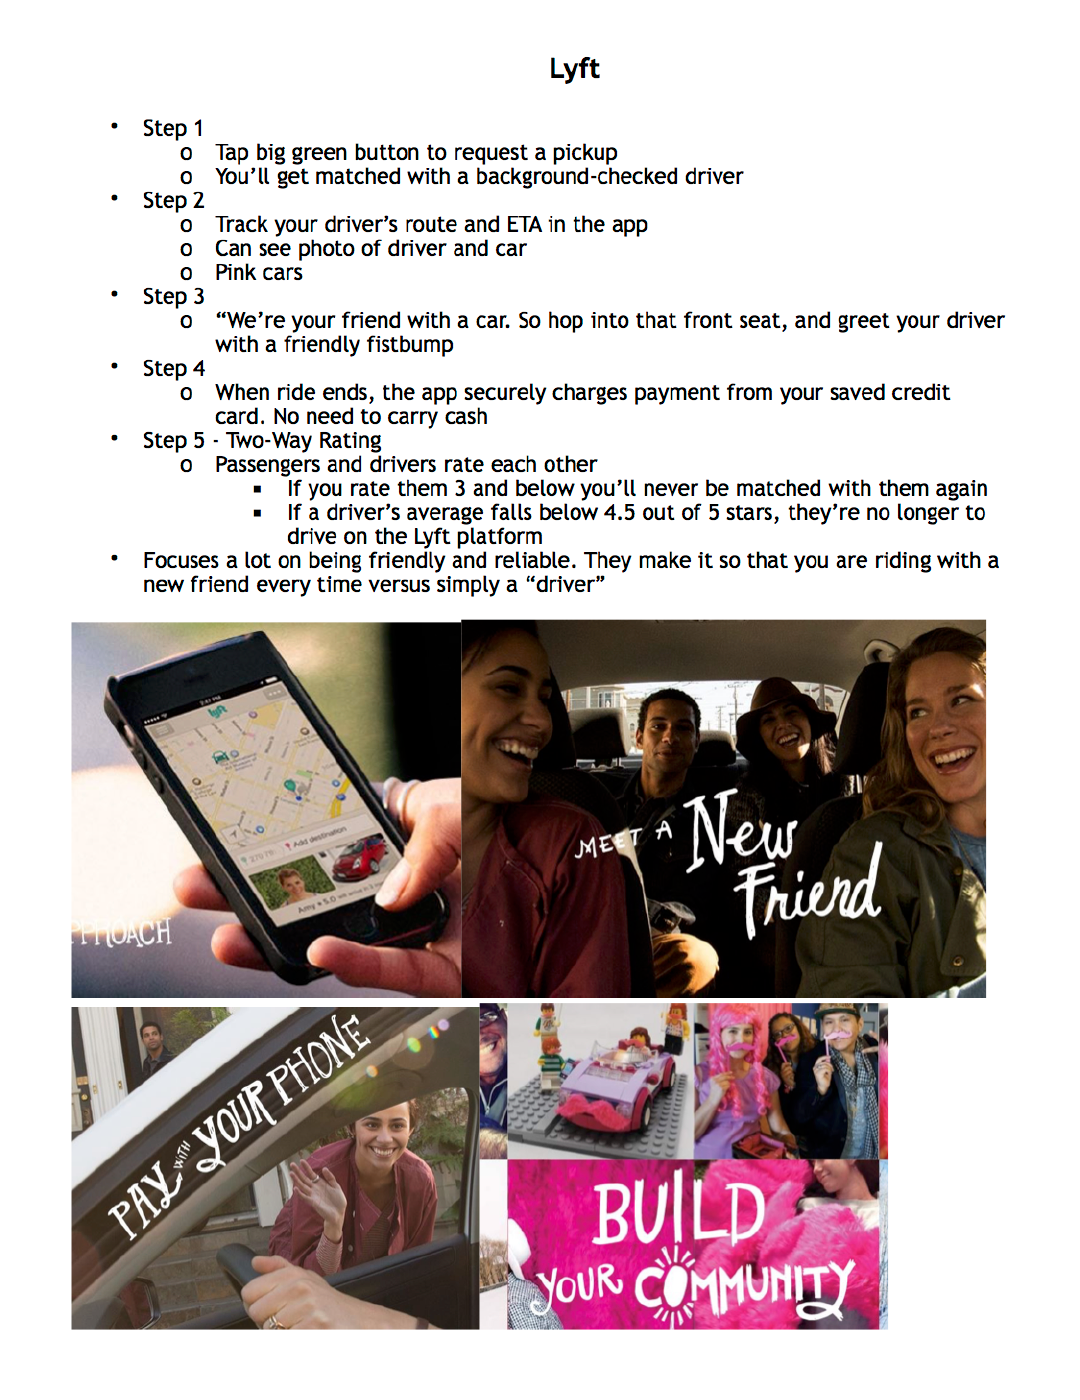 Lyft
• Step 1
o Tap big green button to request a pickup
o You’ll get matched with a background-checked driver
• Step 2
o Track your driver’s route and ETA in the app
o Can see photo of driver and car
o Pink cars
• Step 3
o “We’re your friend with a car. So hop into that front seat, and greet your driver
with a friendly fistbump
• Step 4
o When ride ends, the app securely charges payment from your saved credit
card. No need to carry cash
• Step 5 - Two-Way Rating
o Passengers and drivers rate each other
▪ If you rate them 3 and below you’ll never be matched with them again
▪ If a driver’s average falls below 4.5 out of 5 stars, they’re no longer to
drive on the Lyft platform
• Focuses a lot on being friendly and reliable. They make it so that you are riding with a
new friend every time versus simply a “driver”
lyft
Add destination
Amy ★ 5.0
PPROACH
MEET A New
Friend
PAY WITH YOUR PHONE
BUILD
YOUR COMMUNITY